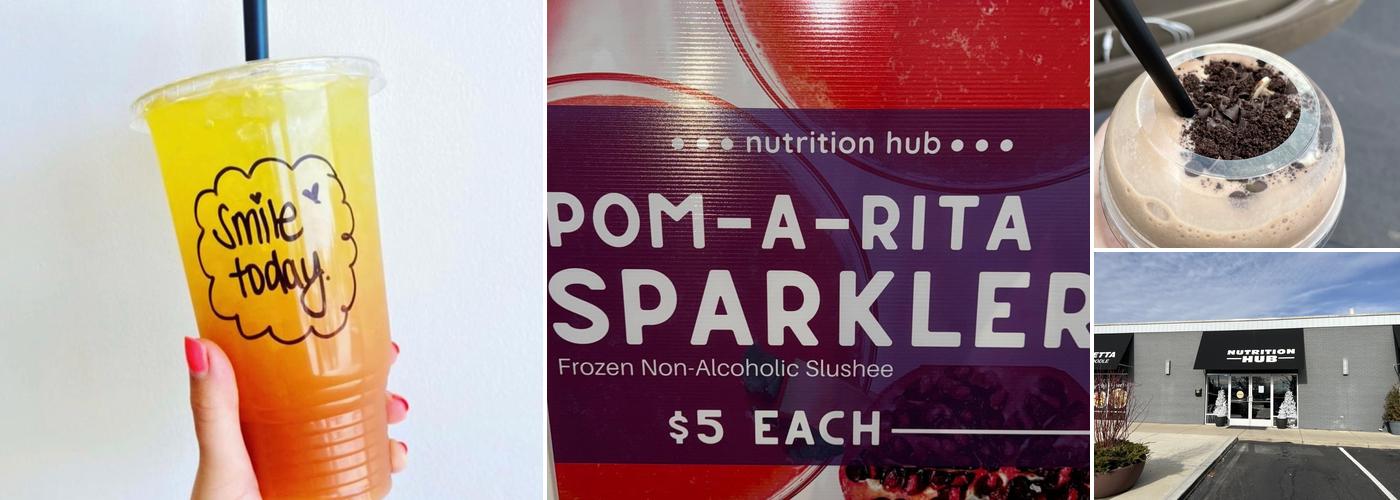 Smile
today.
nutrition hub
POM-A-RITA
SPARKLER
Frozen Non-Alcoholic Slushee
$5 EACH
NUTRITION
HUB